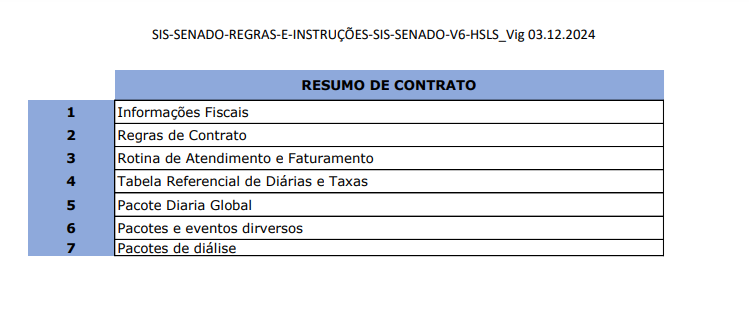 SIS-SENADO-REGRAS-E-INSTRUÇÕES-SIS-SENADO-V6-HSLS_Vig 03.12.2024
RESUMO DE CONTRATO
1 Informações Fiscais
2 Regras de Contrato
3 Rotina de Atendimento e Faturamento
4 Tabela Referencial de Diárias e Taxas
5 Pacote Diaria Global
6 Pacotes e eventos dirversos
7 Pacotes de diálise